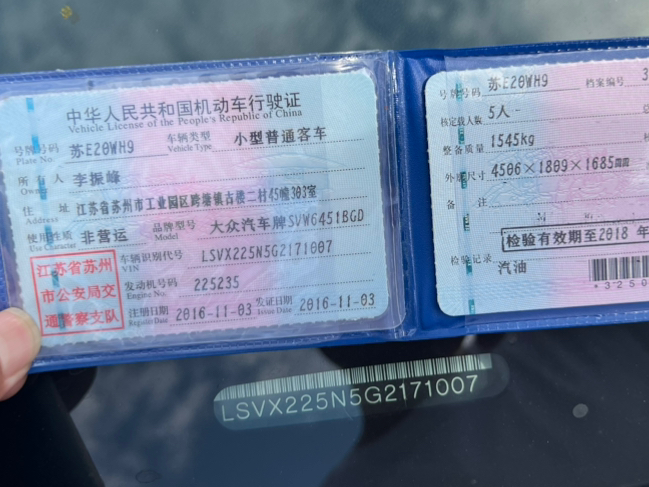 中华人民共和国机动车行驶证
Vehicle License of the People's Republic of China
号牌号码 苏E20WH9 车辆类型 小型普通客车
Plate No. Vehicle Type
所有人 李振峰
Owner
住址 江苏省苏州市工业园区跨塘镇古楼二村45幢303室
Address
使用性质 非营运 品牌型号 大众汽车牌SVW6451BGD
Use Character Model
江苏省苏州
市公安局交
通警察支队
车辆识别代号 LSVX225N5G2171007
VIN
发动机号码 225235
Engine No.
注册日期 2016-11-03 发证日期 2016-11-03
Register Date Issue Date
号牌号码 苏E20WH9 档案编号 3
核定载人数 5人
整备质量 1545kg
外廓尺寸 4506×1809×1685mm
备注
检验有效期至2018 年
检验记录
汽油
*3250
LSVX225N5G2171007